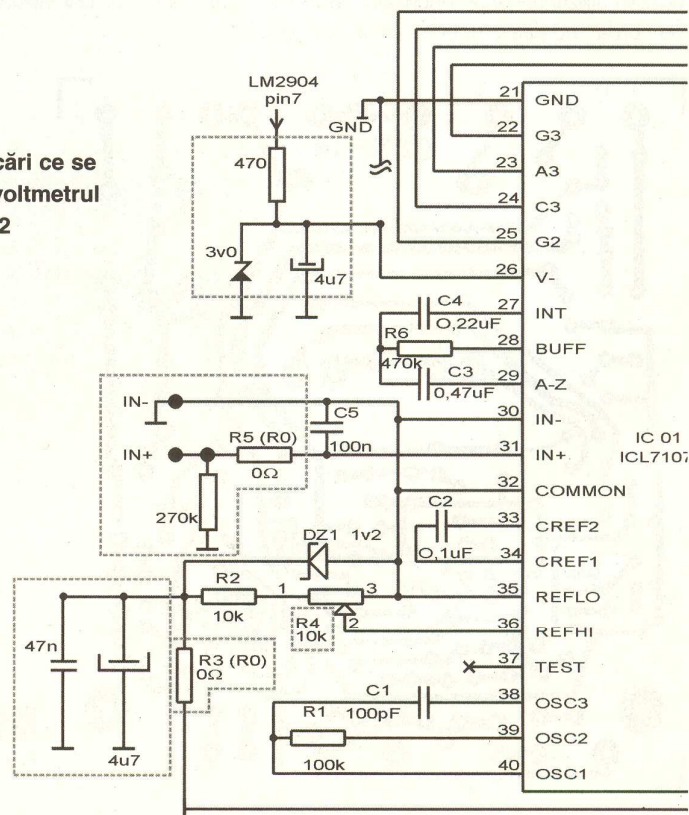 LM2904
pin7
GND
cări ce se
voltmetrul
2
470
3v0
4u7
21 GND
22 G3
23 A3
24 C3
25 G2
26 V-
27 INT
28 BUFF
29 A-Z
30 IN-
31 IN+
32 COMMON
33 CREF2
34 CREF1
35 REFLO
36 REFHI
37 TEST
38 OSC3
39 OSC2
40 OSC1
IC 01
ICL7107
C4
O,22uF
R6
470k
C3
0,47uF
IN-
C5
100n
IN+
R5 (R0)
0Ω
270k
C2
O,1uF
DZ1 1v2
R2
10k
1
3
R4
10k
2
47n
4u7
R3 (R0)
0Ω
C1
100pF
R1
100k